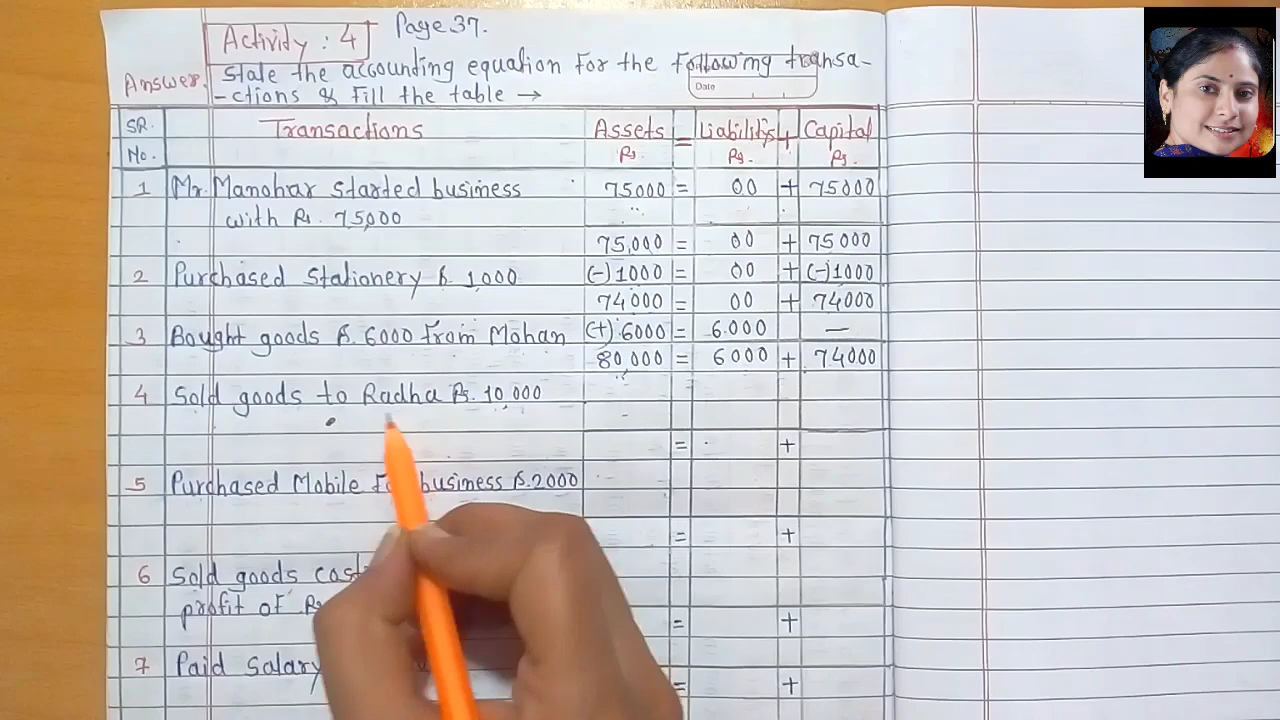 Activity : 4 Page 37.
Answer. State the accounting equation for the following transa-
-ctions & Fill the table →
Date
SR. No. Transactions Assets Rs. = Liabilitys Rs. + Capital Rs.
1 Mr. Manohar started business 75000 = 00 + 75000
with Rs. 75,000
75,000 = 00 + 75000
2 Purchased Stationery Rs. 1,000 (-) 1000 = 00 + (-) 1000
74000 = 00 + 74000
3 Bought goods Rs. 6000 From Mohan (+) 6000 = 6000 —
80,000 = 6000 + 74000
4 Sold goods to Radha Rs. 10,000
= +
5 Purchased Mobile business Rs. 2000
= +
6 Sold goods
profit of
= +
7 Paid Salary
= +